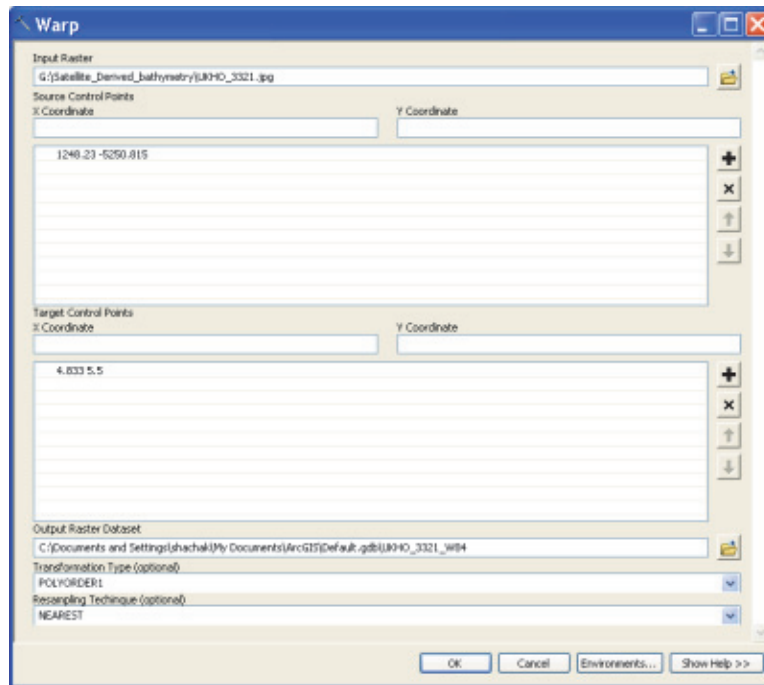 Warp
Input Raster
G:\Satellite_Derived_bathymetry\UKHO_3321.jpg
Source Control Points
X Coordinate Y Coordinate
1248.23 -5250.815
Target Control Points
X Coordinate Y Coordinate
4.833 5.5
Output Raster Dataset
C:\Documents and Settings\shachak\My Documents\ArcGIS\Default.gdb\UKHO_3321_W84
Transformation Type (optional)
POLYORDER1
Resampling Techinque (optional)
NEAREST
OK Cancel Environments... Show Help >>